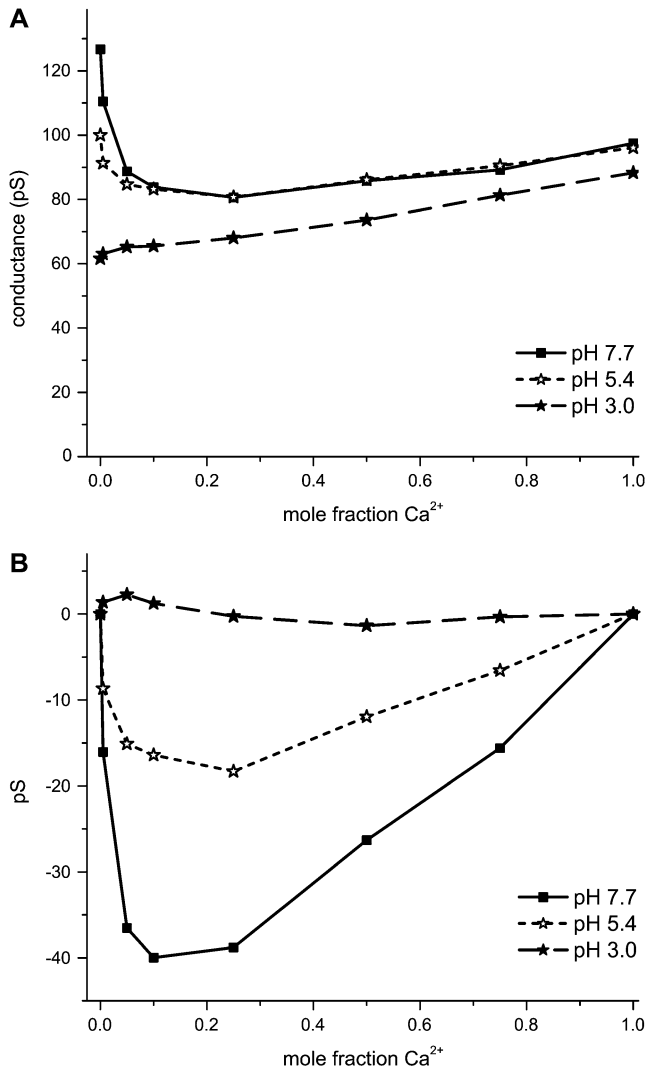 A
conductance (pS)
120
100
80
60
40
20
0
pH 7.7
pH 5.4
pH 3.0
0.0 0.2 0.4 0.6 0.8 1.0
mole fraction Ca²⁺
B
pS
0
-10
-20
-30
-40
pH 7.7
pH 5.4
pH 3.0
0.0 0.2 0.4 0.6 0.8 1.0
mole fraction Ca²⁺